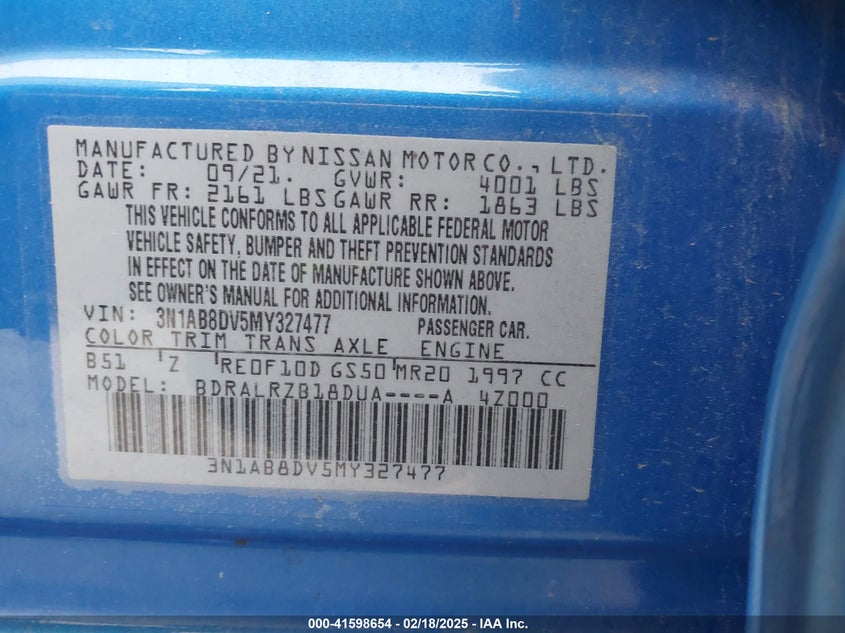 MANUFACTURED BY NISSAN MOTOR CO., LTD.
DATE: 09/21. GVWR: 4001 LBS
GAWR FR: 2161 LBS GAWR RR: 1863 LBS
THIS VEHICLE CONFORMS TO ALL APPLICABLE FEDERAL MOTOR
VEHICLE SAFETY, BUMPER AND THEFT PREVENTION STANDARDS
IN EFFECT ON THE DATE OF MANUFACTURE SHOWN ABOVE.
SEE OWNER'S MANUAL FOR ADDITIONAL INFORMATION.
VIN: 3N1AB8DV5MY327477 PASSENGER CAR.
COLOR TRIM TRANS AXLE ENGINE
B51 Z RE0F10D GS50 MR20 1997 CC
MODEL: BDRALRZB18DUA----A 4Z000
3N1AB8DV5MY327477
000-41598654 - 02/18/2025 - IAA Inc.